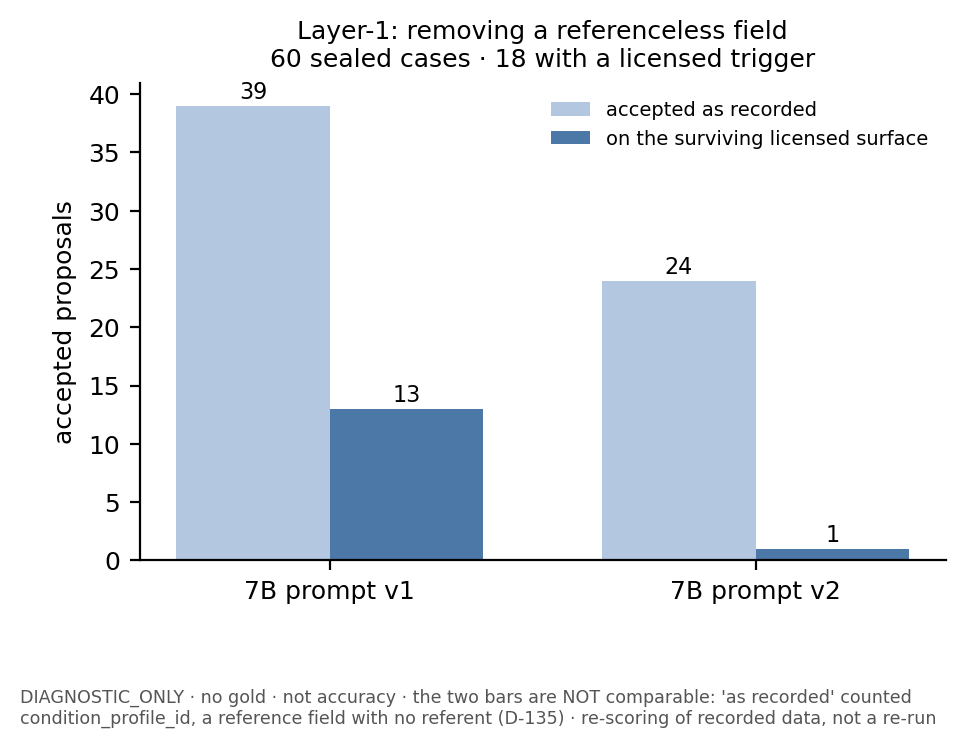 Layer-1: removing a referenceless field
60 sealed cases · 18 with a licensed trigger
accepted as recorded
on the surviving licensed surface
accepted proposals
40
35
30
25
20
15
10
5
0
39
13
24
1
7B prompt v1
7B prompt v2
DIAGNOSTIC_ONLY · no gold · not accuracy · the two bars are NOT comparable: 'as recorded' counted
condition_profile_id, a reference field with no referent (D-135) · re-scoring of recorded data, not a re-run